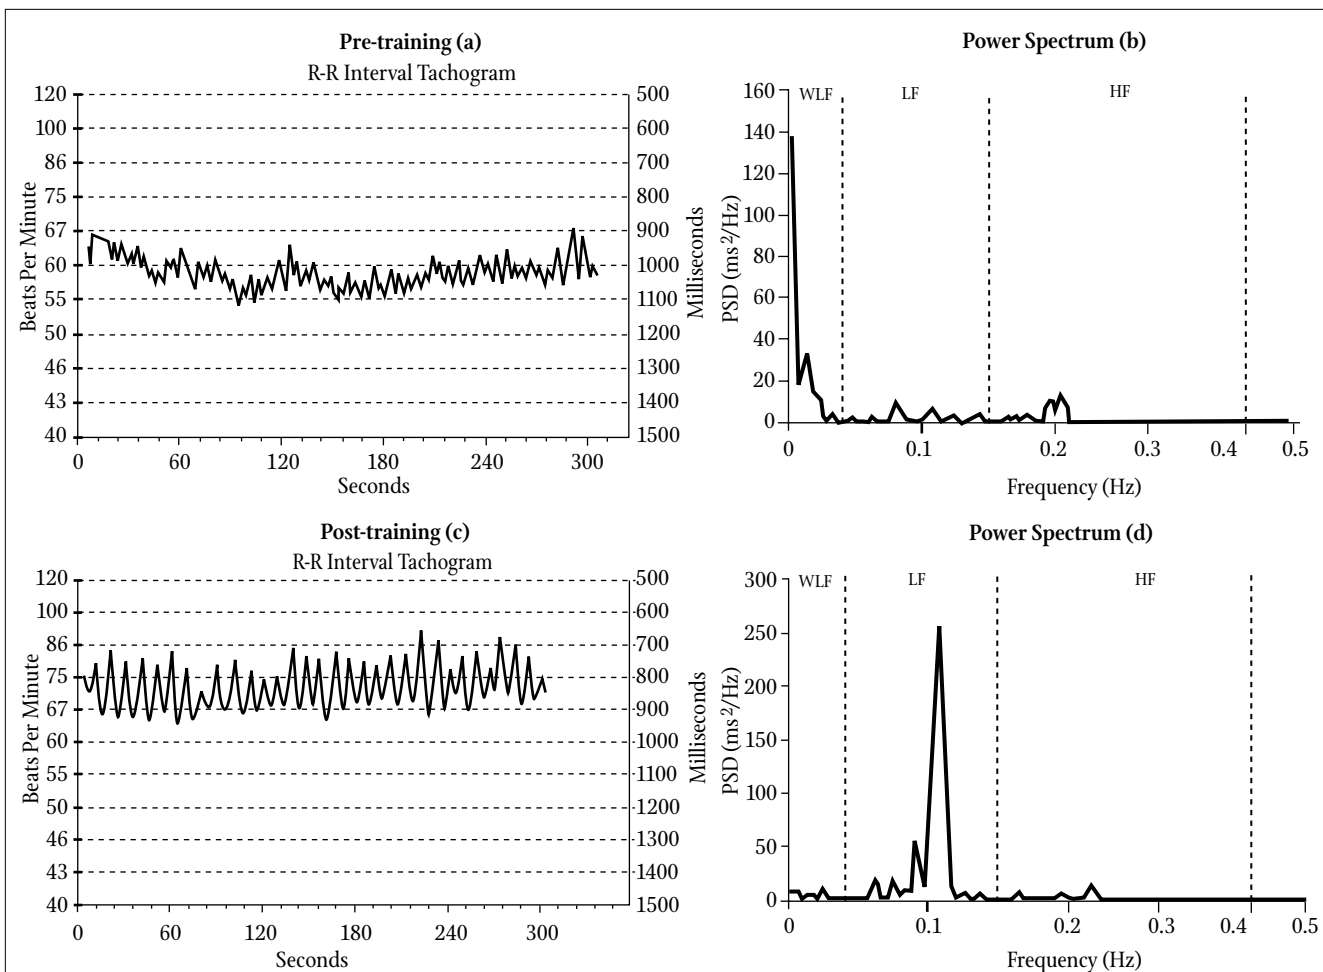 Pre-training (a)
R-R Interval Tachogram
120
100
86
75
67
60
55
50
46
43
40
Beats Per Minute
500
600
700
800
900
1000
1100
1200
1300
1400
1500
Milliseconds
0 60 120 180 240 300
Seconds
Power Spectrum (b)
WLF LF HF
160
140
120
100
80
60
40
20
0
PSD (ms²/Hz)
0 0.1 0.2 0.3 0.4 0.5
Frequency (Hz)
Post-training (c)
R-R Interval Tachogram
120
100
86
75
67
60
55
50
46
43
40
Beats Per Minute
500
600
700
800
900
1000
1100
1200
1300
1400
1500
Milliseconds
0 60 120 180 240 300
Seconds
Power Spectrum (d)
WLF LF HF
300
250
200
150
100
50
0
PSD (ms²/Hz)
0 0.1 0.2 0.3 0.4 0.5
Frequency (Hz)